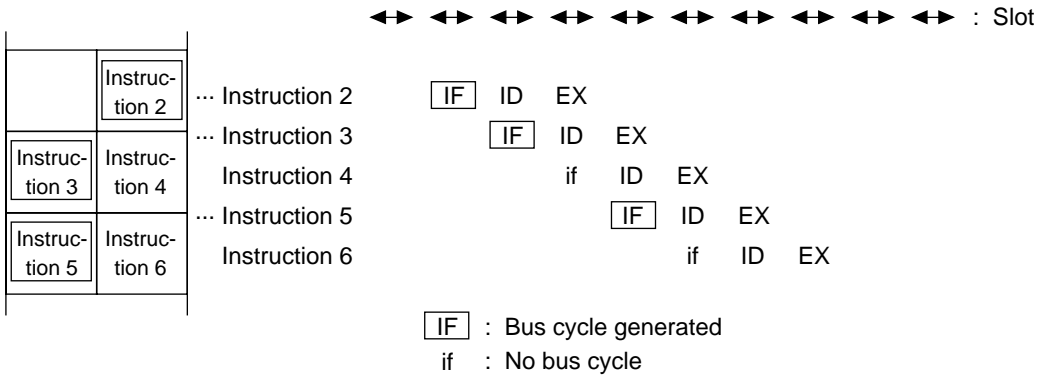 : Slot
Instruc-
tion 2
... Instruction 2 IF ID EX
... Instruction 3 IF ID EX
Instruc-
tion 3
Instruc-
tion 4
Instruction 4 if ID EX
... Instruction 5 IF ID EX
Instruc-
tion 5
Instruc-
tion 6
Instruction 6 if ID EX
IF : Bus cycle generated
if : No bus cycle